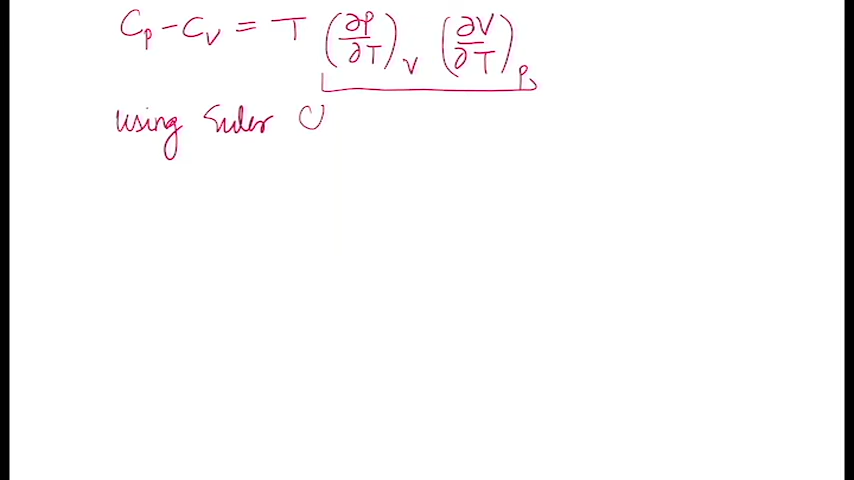 Cp - Cv = T (∂P/∂T)v (∂V/∂T)p
using Euler C